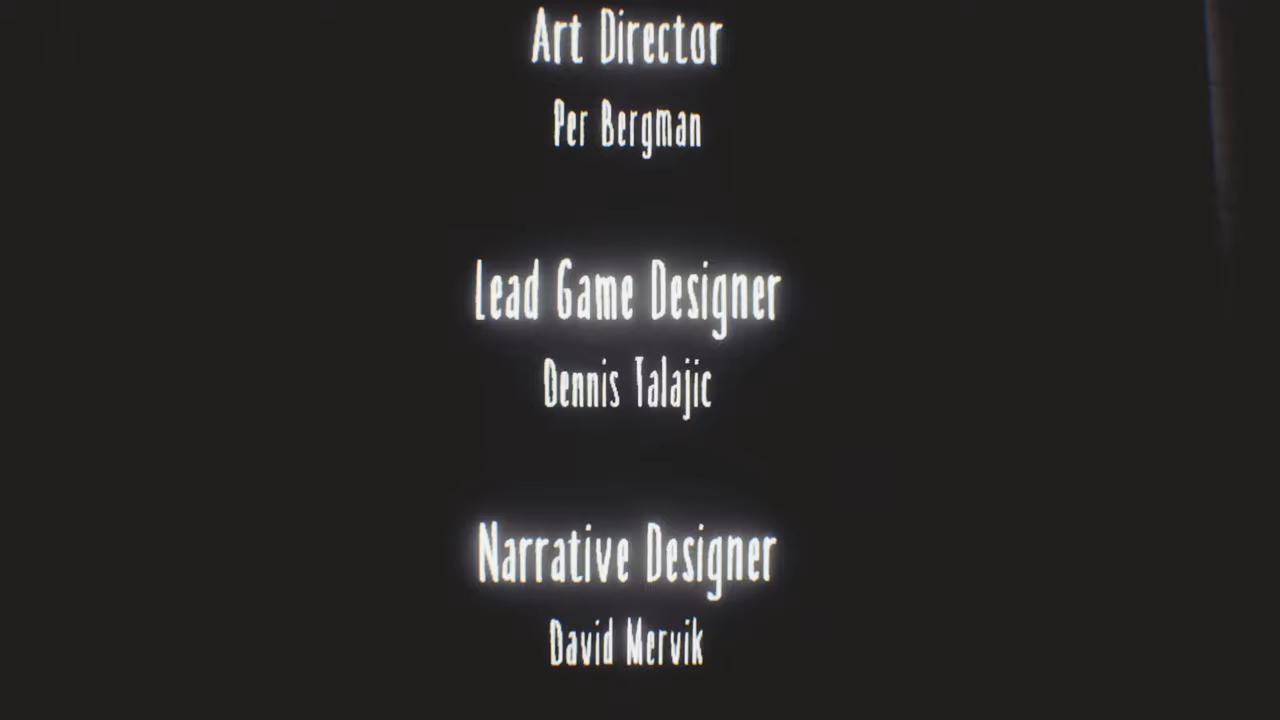 Art Director
Per Bergman
Lead Game Designer
Dennis Talajic
Narrative Designer
David Mervik